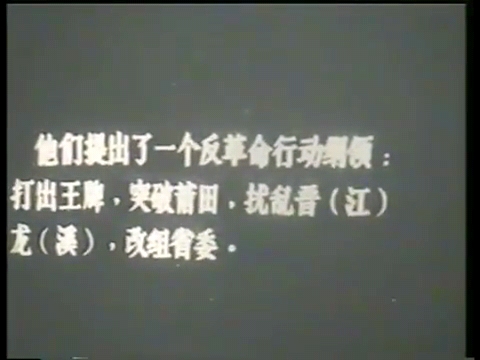 他们提出了一个反革命行动纲领：
打出王牌，突破莆田，扰乱晋（江）
龙（溪），改组省委。